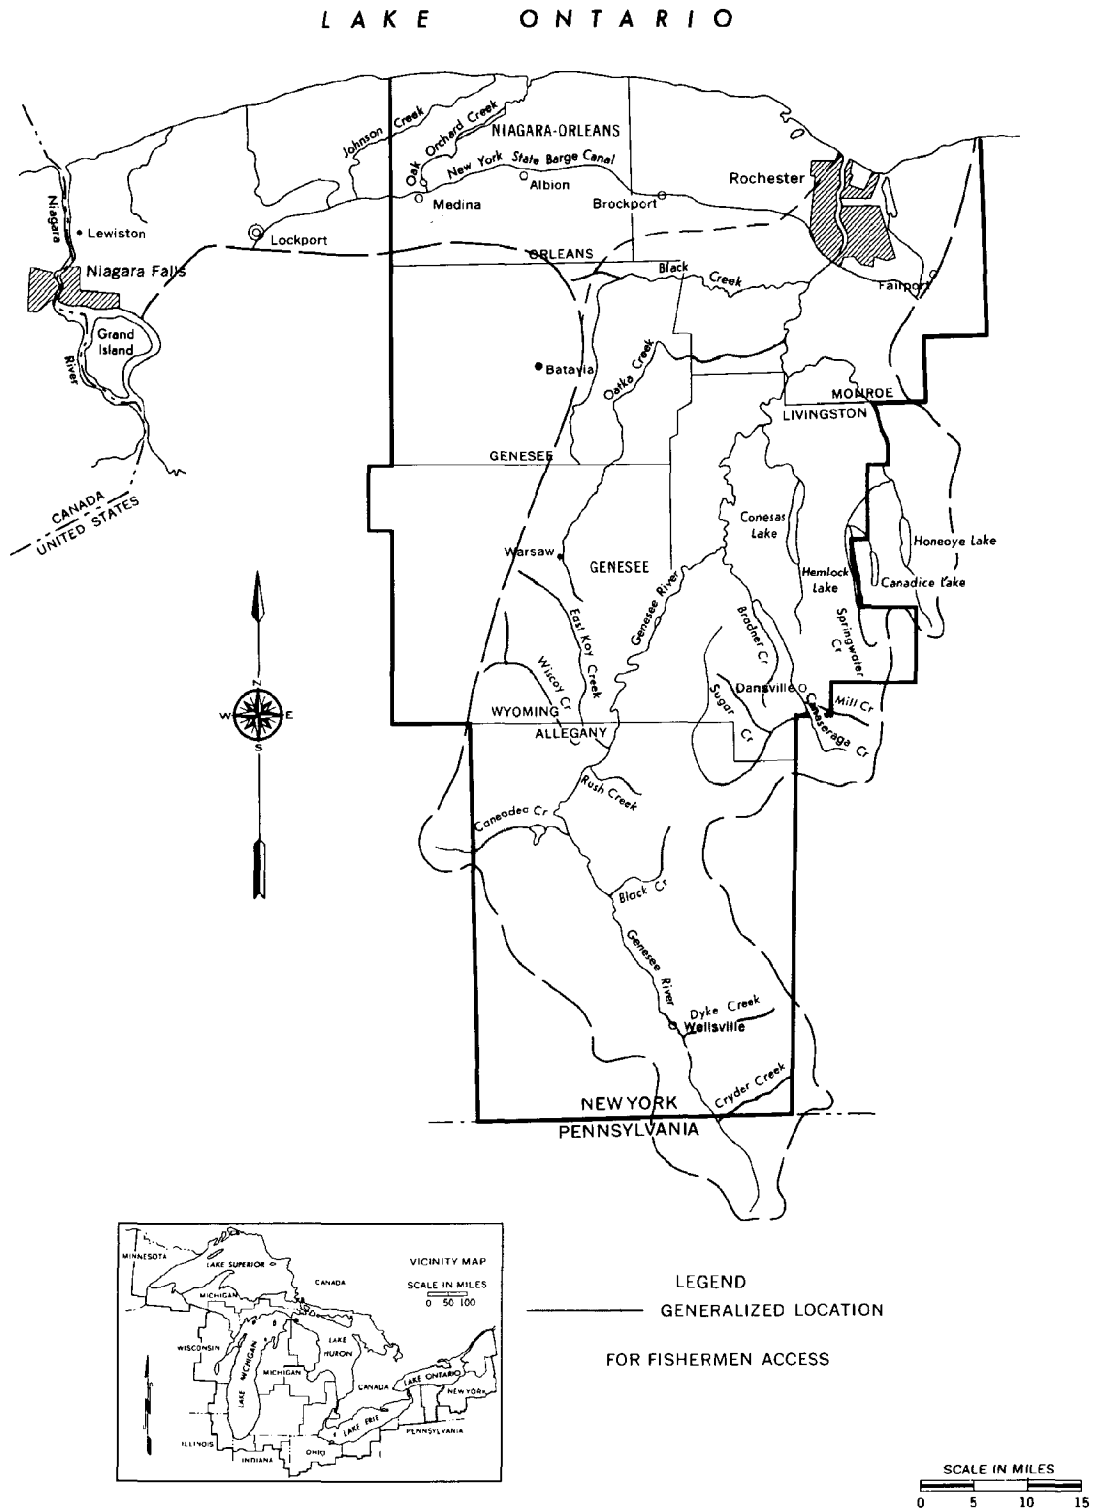 LAKE ONTARIO
Johnson Creek
Oak Orchard Creek
NIAGARA-ORLEANS
New York State Barge Canal
Albion
Medina
Brockport
Rochester
Niagara
Lewiston
Lockport
ORLEANS
Niagara Falls
Black Creek
Fairport
Grand
Island
River
Batavia
Oatka Creek
MONROE
LIVINGSTON
GENESEE
CANADA
UNITED STATES
Conesas
Lake
Honeoye Lake
Warsaw
GENESEE
Hemlock
Lake
Canadice Lake
Genesee River
East Koy Creek
Bradner Cr
Springwater
Cr
Wiscoy Cr
Sugar
Cr
Dansville
Canaseraga Cr
Mill Cr
N
W E
S
WYOMING
ALLEGANY
Rush Creek
Caneadea Cr
Black Cr
Genesee River
Dyke Creek
Wellsville
Cryder Creek
NEW YORK
PENNSYLVANIA
MINNESOTA
LAKE SUPERIOR
VICINITY MAP
CANADA
SCALE IN MILES
0 50 100
MICHIGAN
WISCONSIN
LAKE MICHIGAN
LAKE
HURON
MICHIGAN
CANADA
LAKE ONTARIO
NEW YORK
LAKE ERIE
PENNSYLVANIA
ILLINOIS
INDIANA
OHIO
LEGEND
GENERALIZED LOCATION
FOR FISHERMEN ACCESS
SCALE IN MILES
0 5 10 15